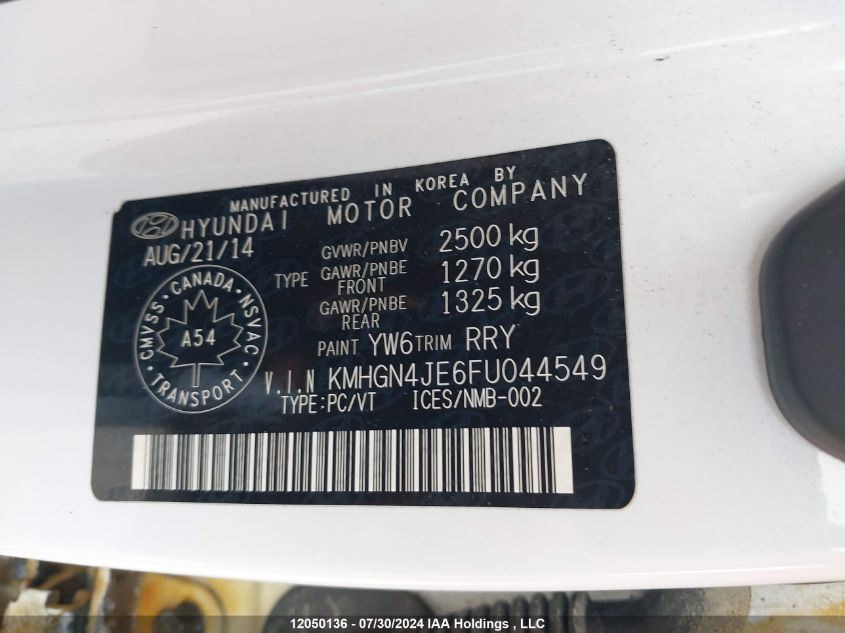 MANUFACTURED IN KOREA BY
HYUNDAI MOTOR COMPANY
AUG/21/14
GVWR/PNBV 2500 kg
TYPE GAWR/PNBE FRONT 1270 kg
GAWR/PNBE REAR 1325 kg
PAINT YW6 TRIM RRY
V.I.N KMHGN4JE6FU044549
TYPE:PC/VT ICES/NMB-002
CMVSS • CANADA • NSVAC
A54
• TRANSPORT •
12050136 - 07/30/2024 IAA Holdings , LLC